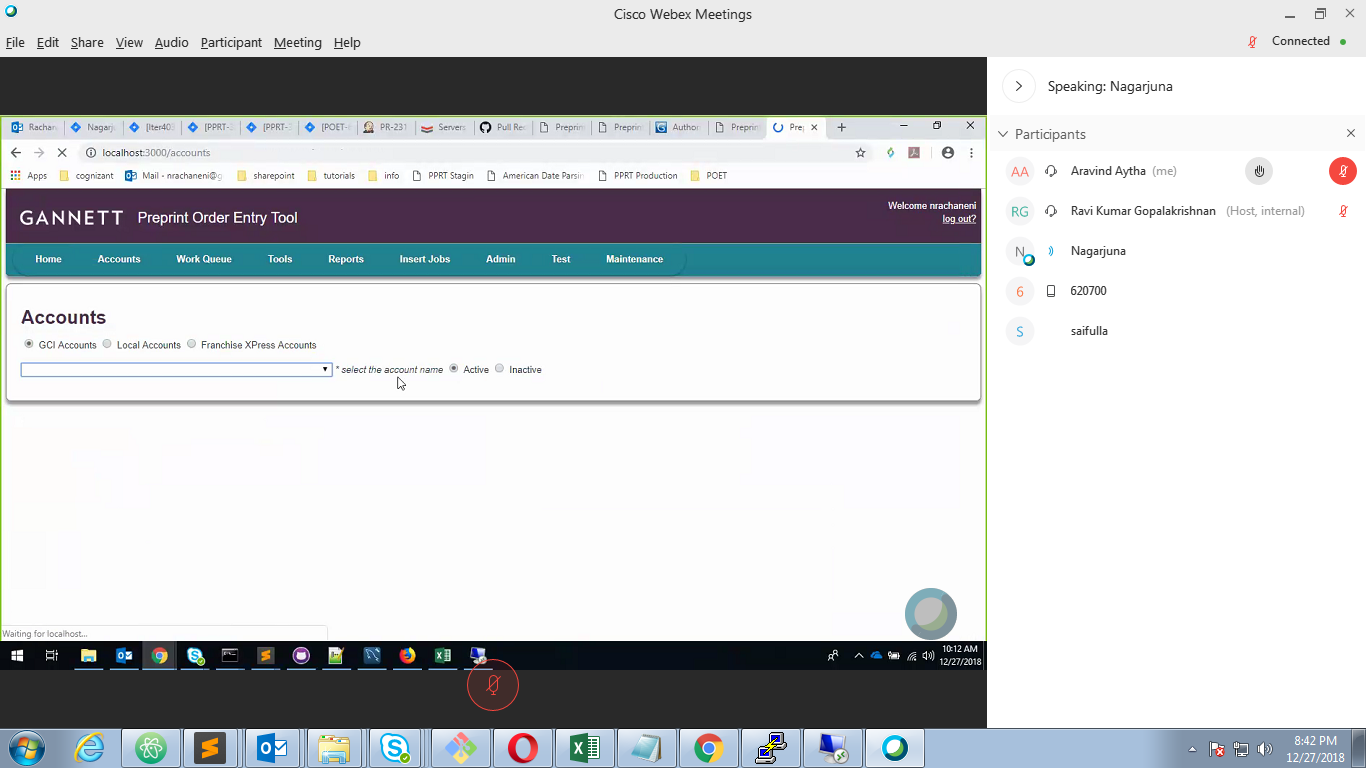 Cisco Webex Meetings
File Edit Share View Audio Participant Meeting Help
Connected
Speaking: Nagarjuna
Participants
AA Aravind Aytha (me)
RG Ravi Kumar Gopalakrishnan (Host, internal)
N Nagarjuna
6 620700
S saifulla
Rachan Nagarju [Iter403 [PPRT-2 [PPRT-3 [POET- PR-231 Servers Pull Re Preprin Preprin Author Preprin Pre
localhost:3000/accounts
Apps cognizant Mail - nrachaneni@g sharepoint tutorials info PPRT Stagin American Date Parsin PPRT Production POET
GANNETT Preprint Order Entry Tool
Welcome nrachaneni
log out?
Home Accounts Work Queue Tools Reports Insert Jobs Admin Test Maintenance
Accounts
GCI Accounts Local Accounts Franchise XPress Accounts
* select the account name Active Inactive
Waiting for localhost...
10:12 AM
12/27/2018
8:42 PM
12/27/2018